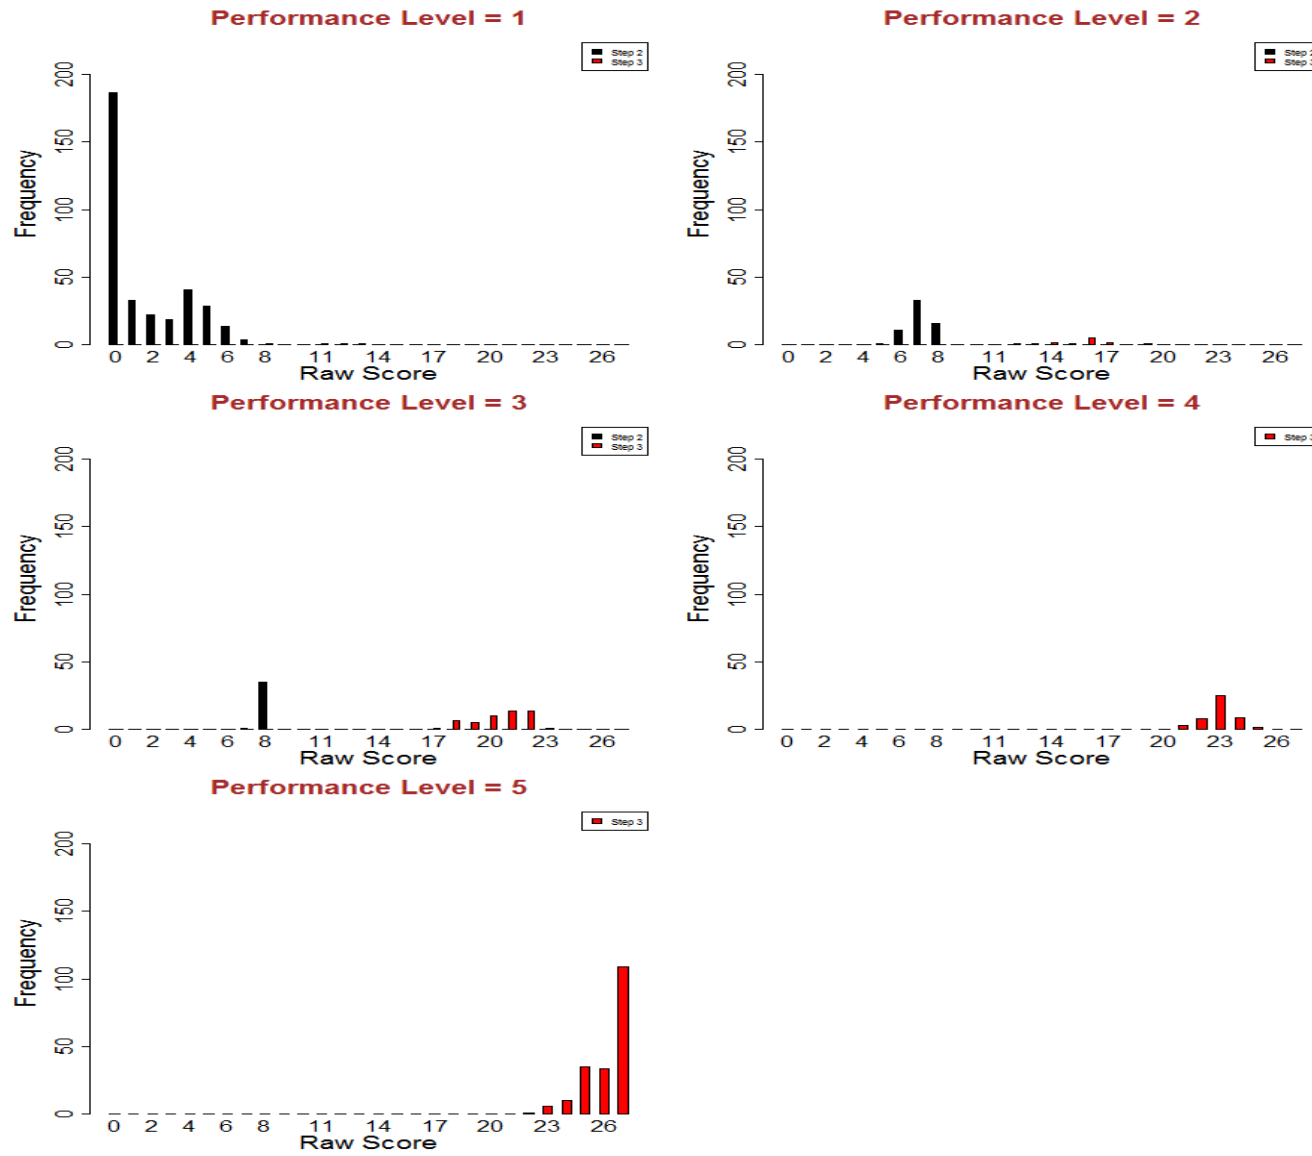 Performance Level = 1
Step 2
Step 3
Frequency
200
150
100
50
0
0 2 4 6 8 11 14 17 20 23 26
Raw Score
Performance Level = 2
Step 2
Step 3
Frequency
200
150
100
50
0
0 2 4 6 8 11 14 17 20 23 26
Raw Score
Performance Level = 3
Step 2
Step 3
Frequency
200
150
100
50
0
0 2 4 6 8 11 14 17 20 23 26
Raw Score
Performance Level = 4
Step 3
Frequency
200
150
100
50
0
0 2 4 6 8 11 14 17 20 23 26
Raw Score
Performance Level = 5
Step 3
Frequency
200
150
100
50
0
0 2 4 6 8 11 14 17 20 23 26
Raw Score